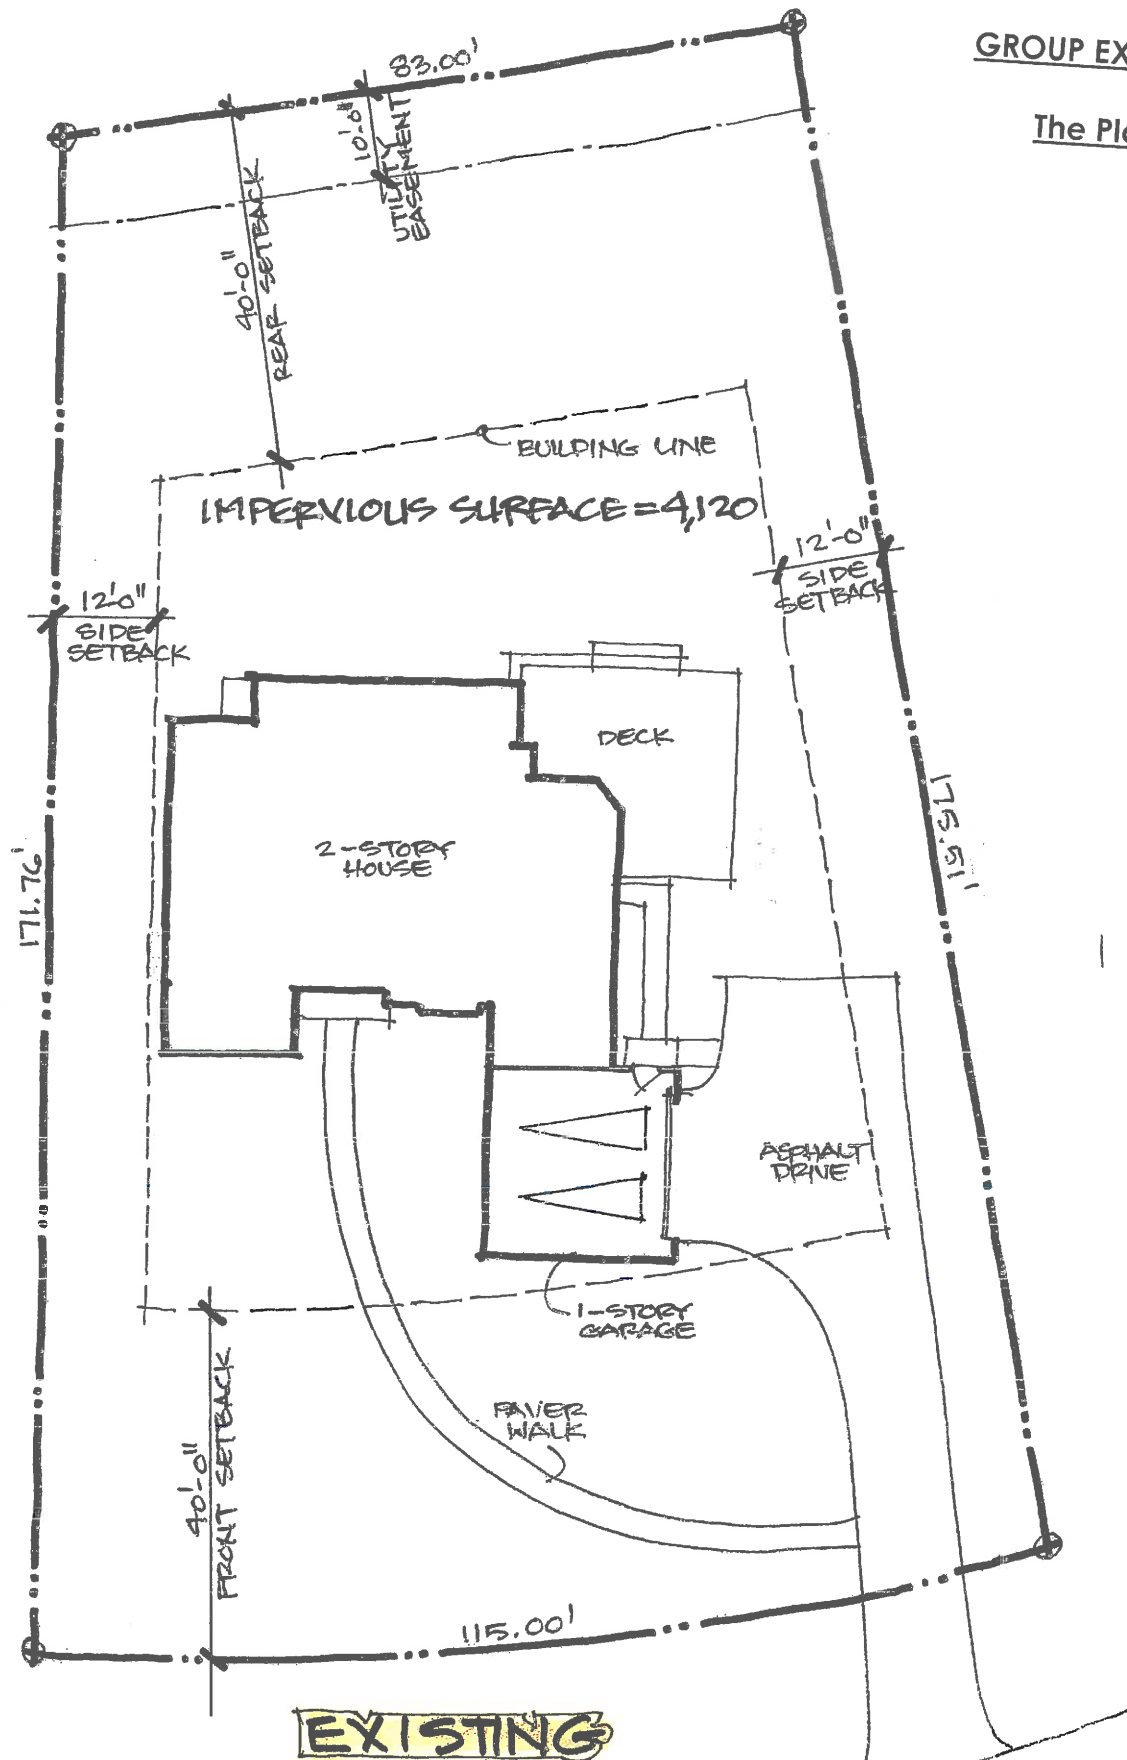 GROUP EX
The Ple
83.00'
10'-0"
UTILITY
EASEMENT
40'-0"
REAR SETBACK
BUILDING LINE
IMPERVIOUS SURFACE = 4,120
12'-0"
SIDE
SETBACK
12'0"
SIDE
SETBACK
DECK
2-STORY
HOUSE
171.76'
175.51'
ASPHALT
DRIVE
1-STORY
GARAGE
PAVER
WALK
40'-0"
FRONT SETBACK
115.00'
EXISTING